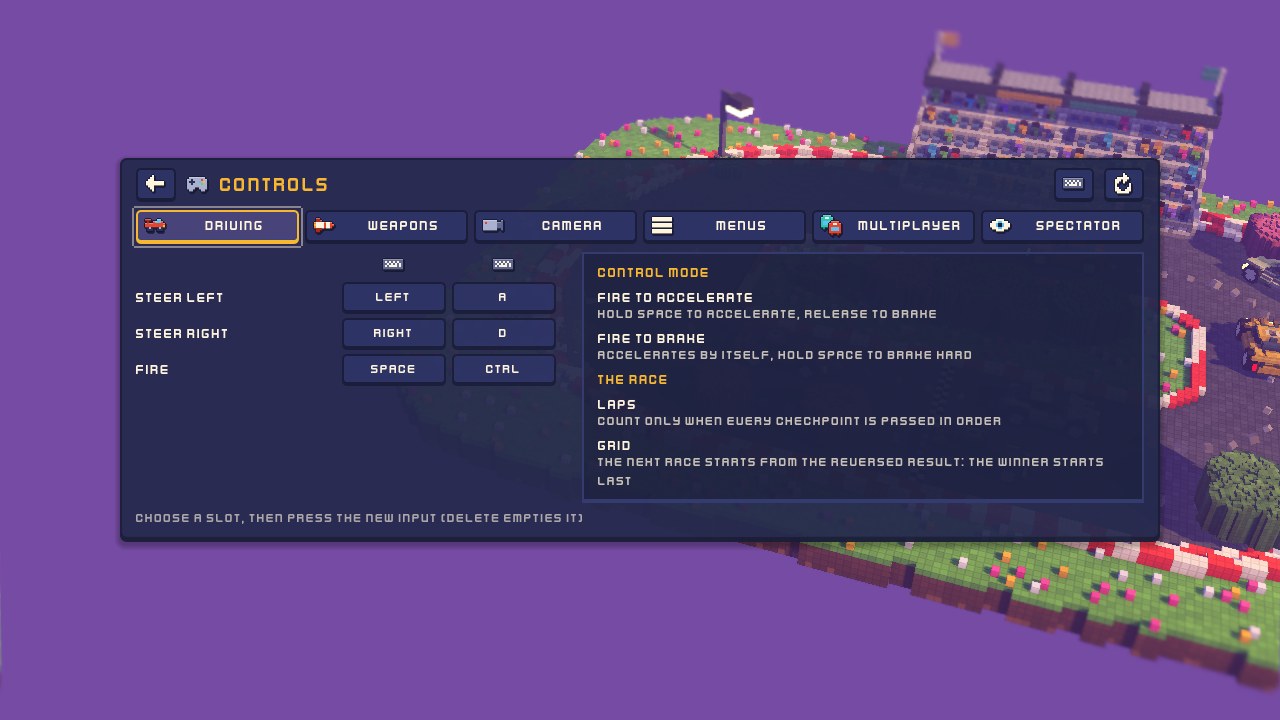 CONTROLS
DRIVING
WEAPONS
CAMERA
MENUS
MULTIPLAYER
SPECTATOR
STEER LEFT
LEFT
A
STEER RIGHT
RIGHT
D
FIRE
SPACE
CTRL
CONTROL MODE
FIRE TO ACCELERATE
HOLD SPACE TO ACCELERATE, RELEASE TO BRAKE
FIRE TO BRAKE
ACCELERATES BY ITSELF, HOLD SPACE TO BRAKE HARD
THE RACE
LAPS
COUNT ONLY WHEN EVERY CHECKPOINT IS PASSED IN ORDER
GRID
THE NEXT RACE STARTS FROM THE REVERSED RESULT: THE WINNER STARTS
LAST
CHOOSE A SLOT, THEN PRESS THE NEW INPUT (DELETE EMPTIES IT)